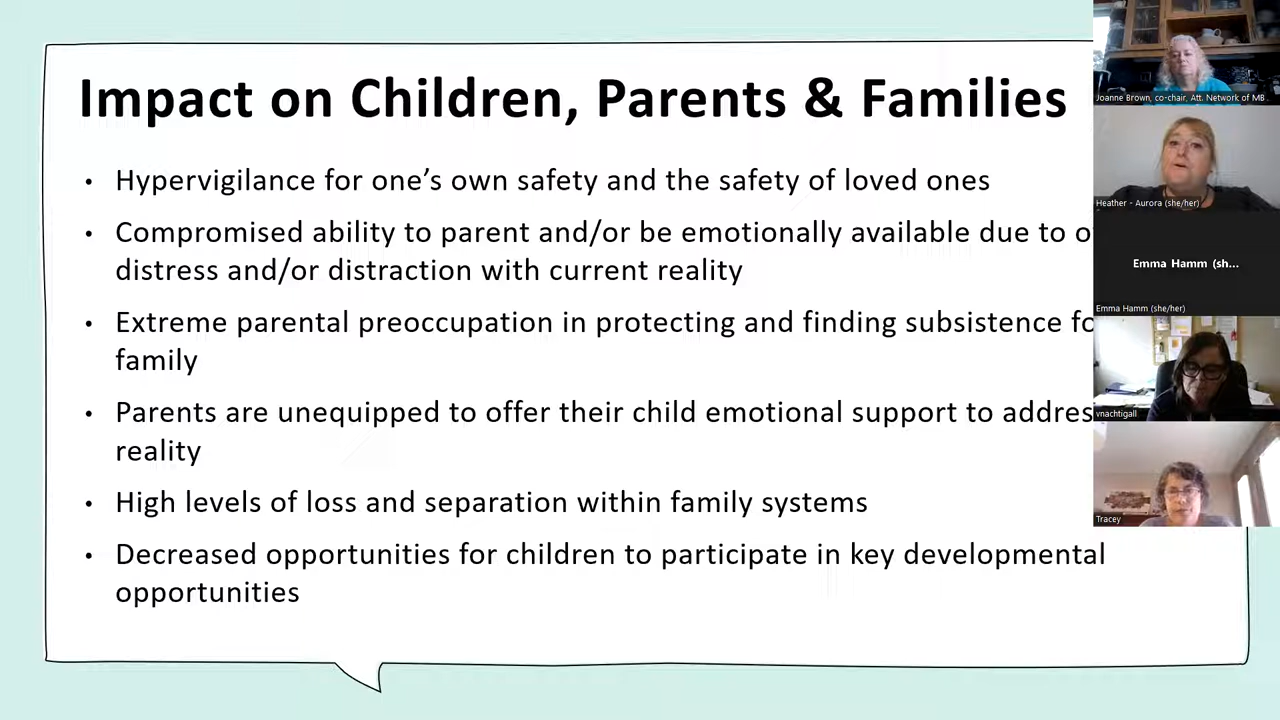 Impact on Children, Parents & Families
• Hypervigilance for one’s own safety and the safety of loved ones
• Compromised ability to parent and/or be emotionally available due to
distress and/or distraction with current reality
• Extreme parental preoccupation in protecting and finding subsistence
family
• Parents are unequipped to offer their child emotional support to
reality
• High levels of loss and separation within family systems
• Decreased opportunities for children to participate in key developmental
opportunities
Joanne Brown, co-chair, Att. Network of MB
Heather - Aurora (she/her)
Emma Hamm (sh...
Emma Hamm (she/her)
vnachtigall
Tracey